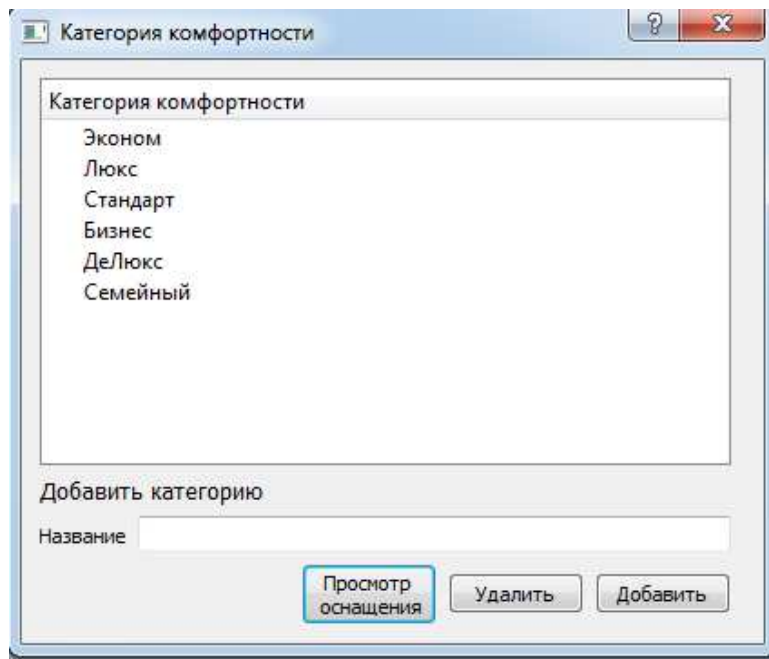 Категория комфортности
Категория комфортности
Эконом
Люкс
Стандарт
Бизнес
ДеЛюкс
Семейный
Добавить категорию
Название
Просмотр
оснащения
Удалить
Добавить